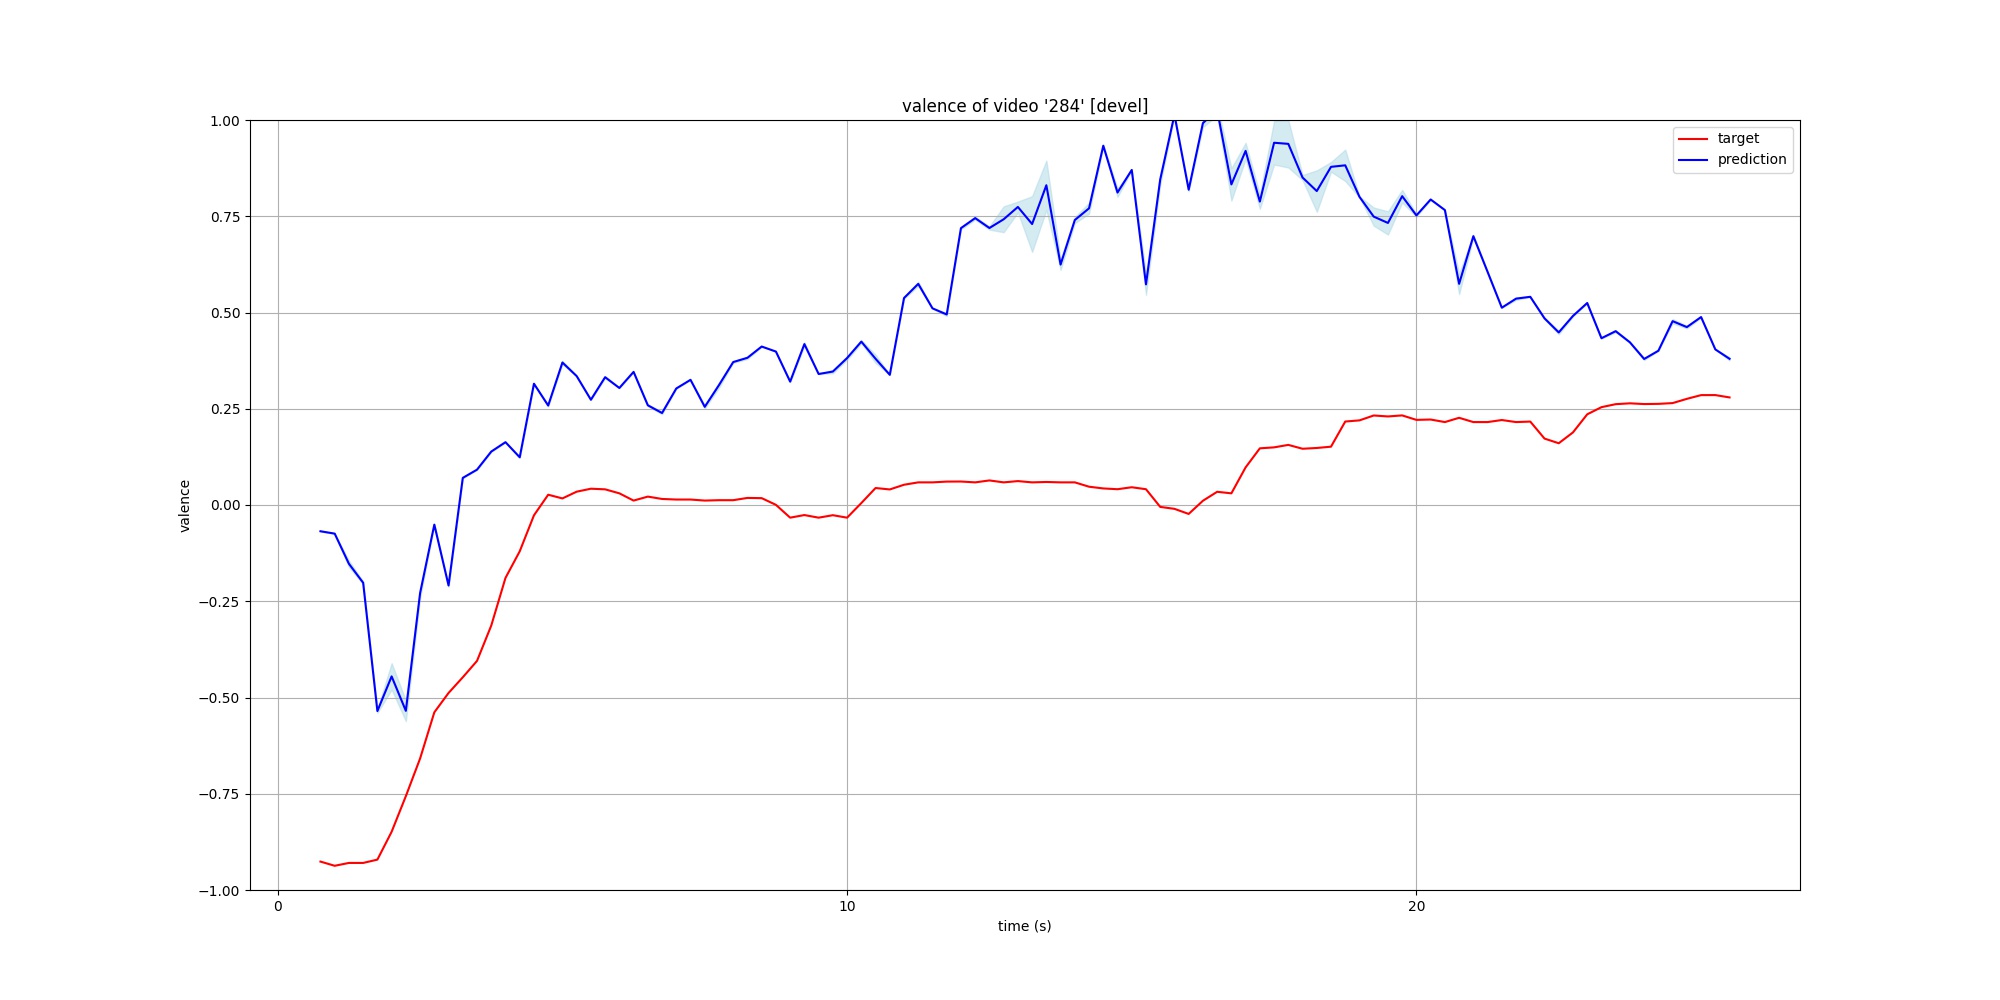 valence of video '284' [devel]
target
prediction
1.00
0.75
0.50
0.25
0.00
−0.25
−0.50
−0.75
−1.00
valence
0 10 20
time (s)